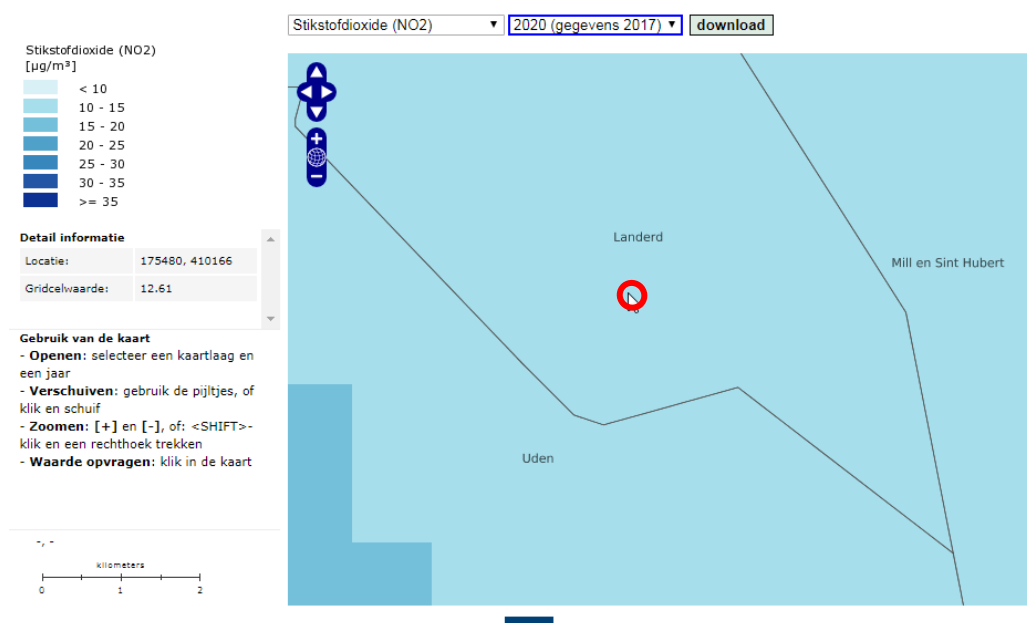 Stikstofdioxide (NO2) 2020 (gegevens 2017) download
Stikstofdioxide (NO2)
[µg/m³]
< 10
10 - 15
15 - 20
20 - 25
25 - 30
30 - 35
>= 35
Detail informatie
Locatie: 175480, 410166
Gridcelwaarde: 12.61
Gebruik van de kaart
- Openen: selecteer een kaartlaag en
een jaar
- Verschuiven: gebruik de pijltjes, of
klik en schuif
- Zoomen: [+] en [-], of: <SHIFT>-
klik en een rechthoek trekken
- Waarde opvragen: klik in de kaart
-, -
kilometers
0 1 2
Landerd
Mill en Sint Hubert
Uden